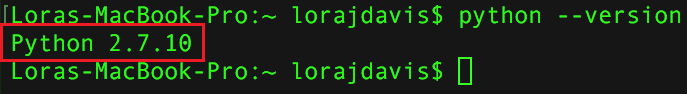 [Loras-MacBook-Pro:~ lorajdavis$ python --version
Python 2.7.10
Loras-MacBook-Pro:~ lorajdavis$